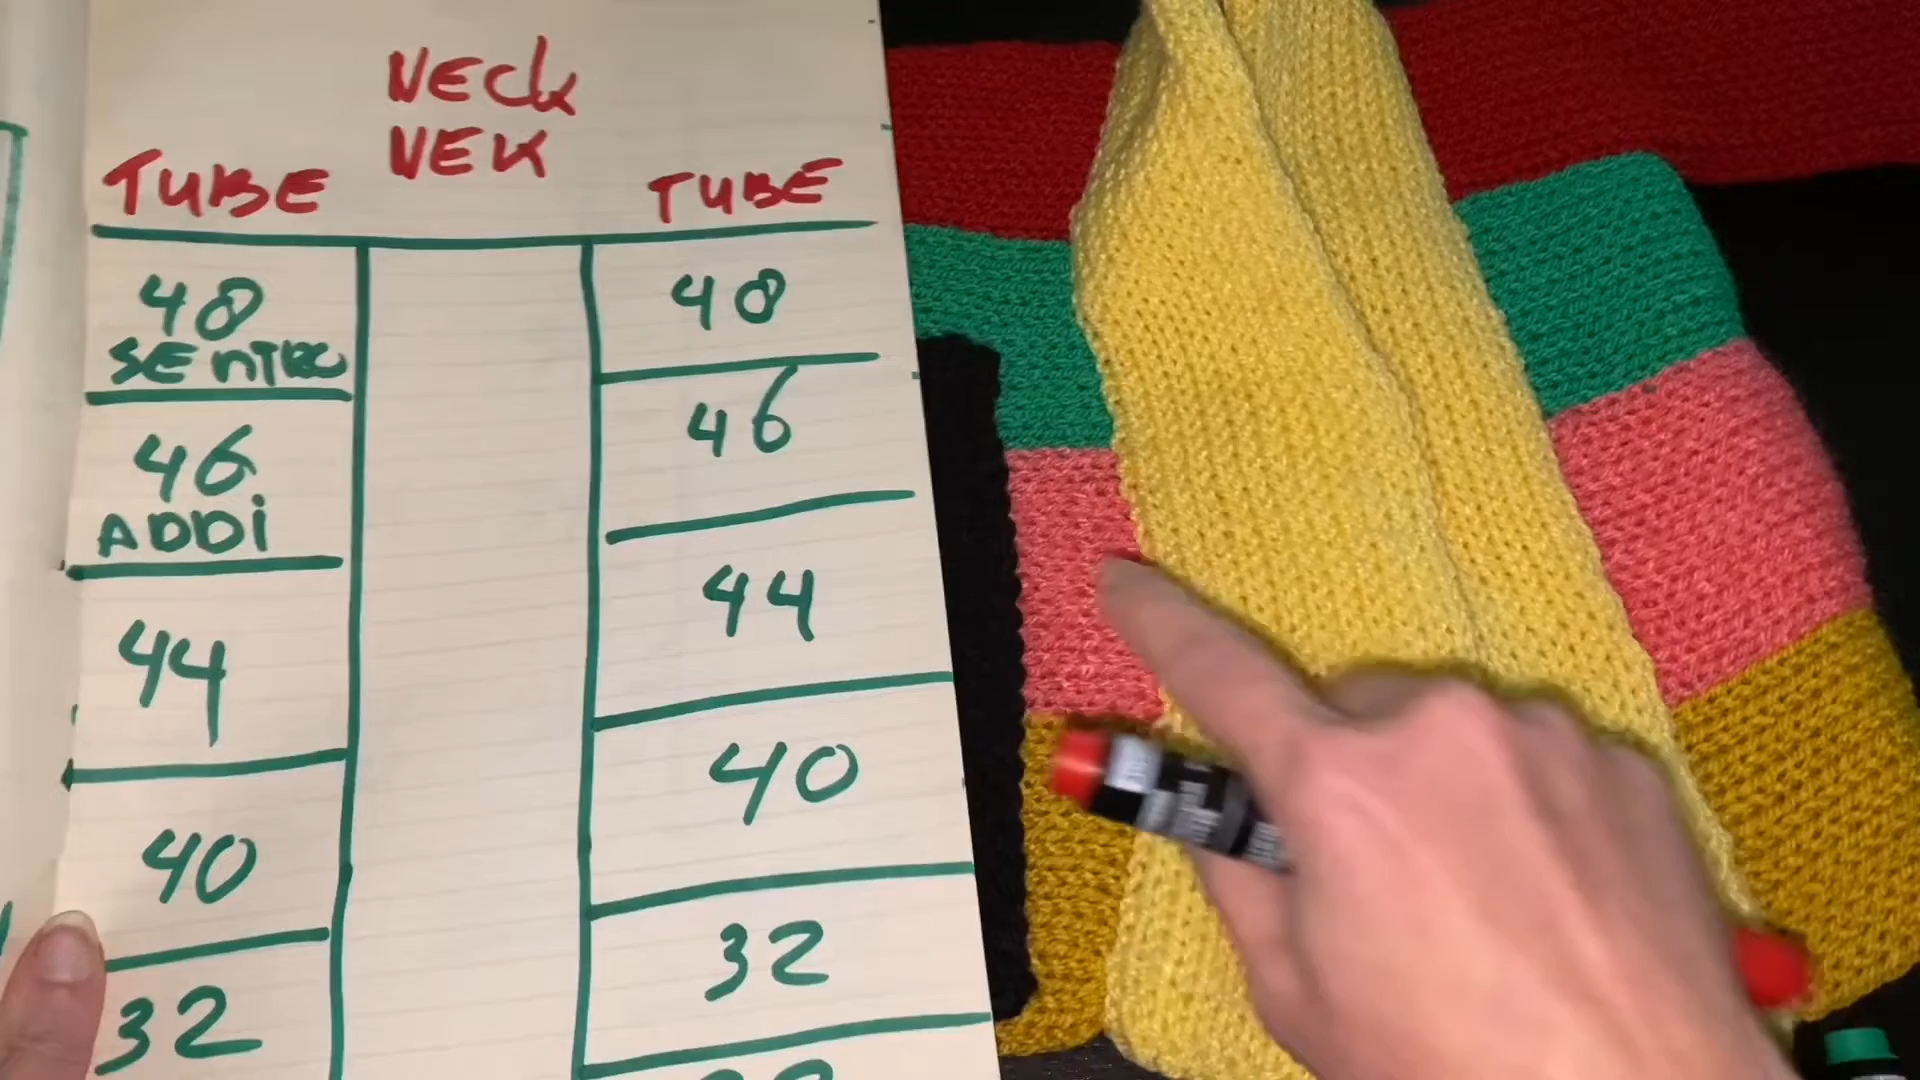 NECK
NEK
TUBE TUBE
48 48
SENTRO
46 46
ADDi
44 44
40 40
32 32